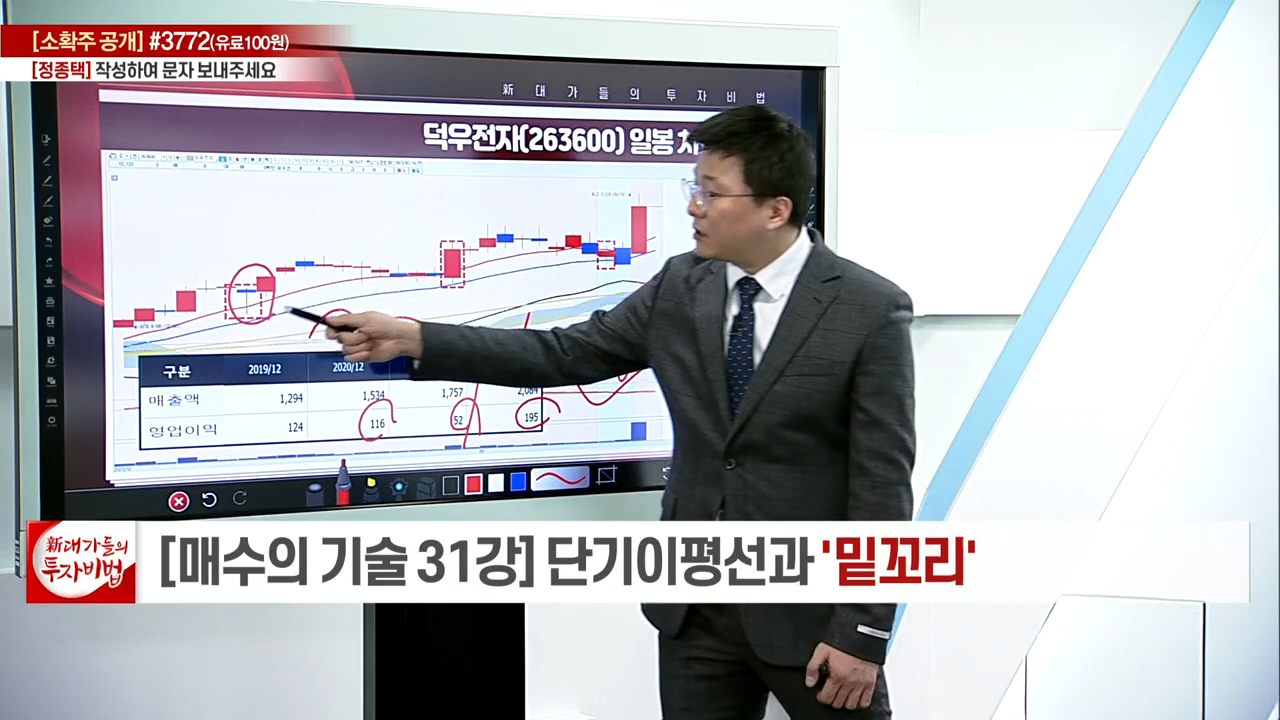 [소확주 공개] #3772(유료100원)
[정종택] 작성하여 문자 보내주세요
新 대 가 들 의 투 자 비 법
덕우전자(263600) 일봉 차
구분 2019/12 2020/12
매출액 1,294 1,534 1,757 2,084
영업이익 124 116 52 195
新대가들의
투자비법
[매수의 기술 31강] 단기이평선과 '밑꼬리'